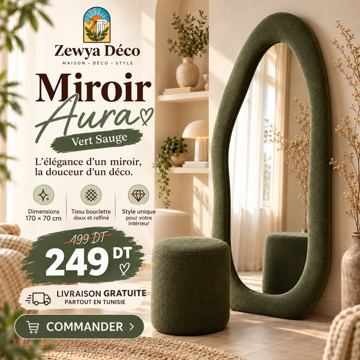 Zewya Déco
MAISON • DÉCO • STYLE
Miroir
Aura
Vert Sauge
L'élégance d'un miroir,
la douceur d'un déco.
Dimensions
170 x 70 cm
Tissu bouclette
doux et raffiné
Style unique
pour votre
intérieur
199 DT
249 DT
LIVRAISON GRATUITE
PARTOUT EN TUNISIE
COMMANDER >